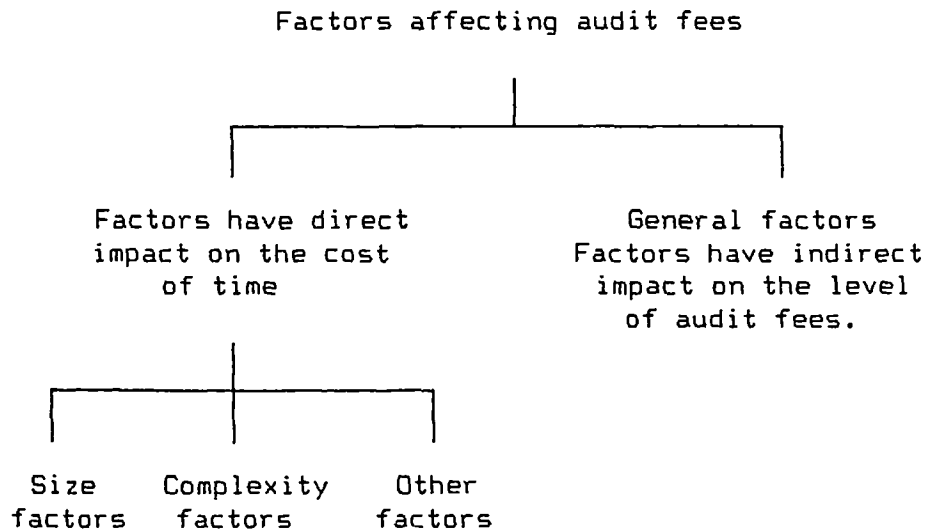 Factors affecting audit fees
Factors have direct
impact on the cost
of time
General factors
Factors have indirect
impact on the level
of audit fees.
Size
factors
Complexity
factors
Other
factors